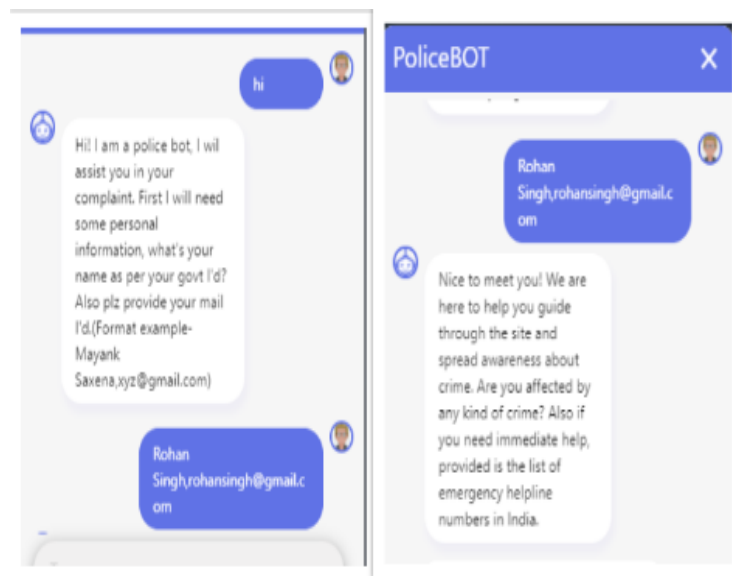 hi
Hi! I am a police bot, I wil
assist you in your
complaint. First I will need
some personal
information, what's your
name as per your govt I'd?
Also plz provide your mail
I'd.(Format example-
Mayank
Saxena,xyz@gmail.com)
Rohan
Singh,rohansingh@gmail.c
om
PoliceBOT
X
Rohan
Singh,rohansingh@gmail.c
om
Nice to meet you! We are
here to help you guide
through the site and
spread awareness about
crime. Are you affected by
any kind of crime? Also if
you need immediate help,
provided is the list of
emergency helpline
numbers in India.